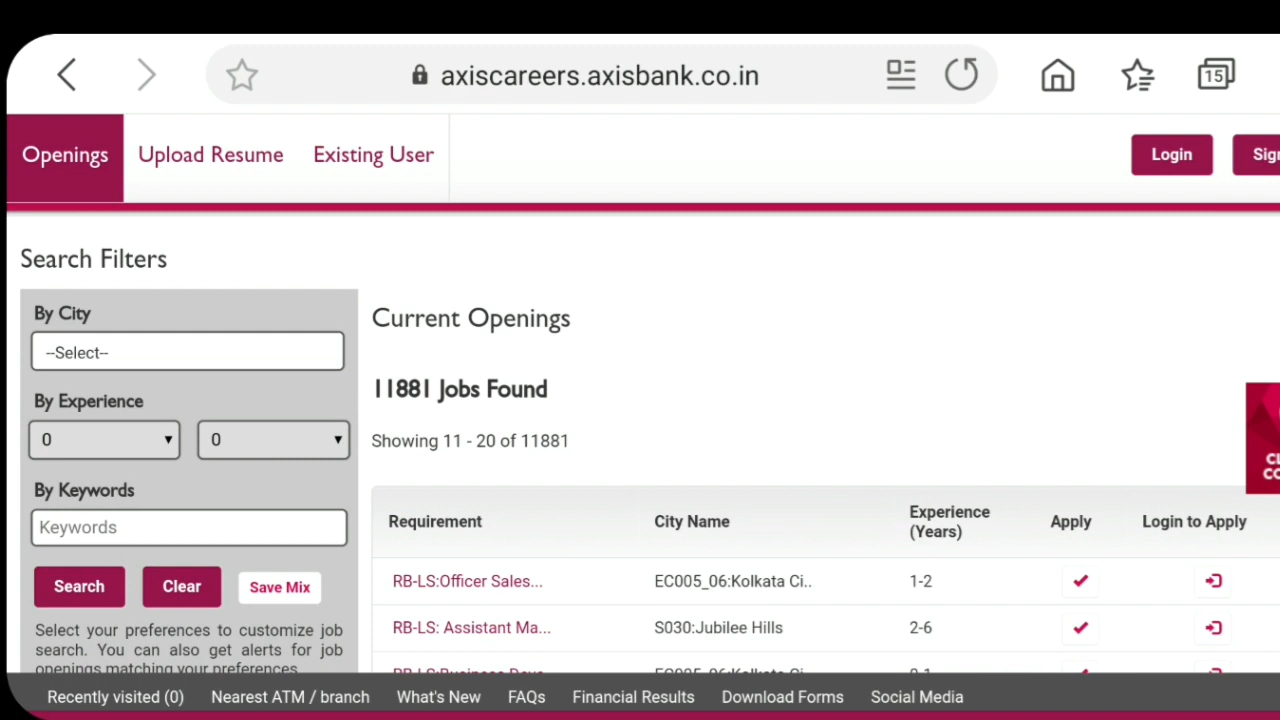 axiscareers.axisbank.co.in
15
Openings
Upload Resume
Existing User
Login
Search Filters
By City
--Select--
By Experience
0
0
By Keywords
Keywords
Search
Clear
Save Mix
Select your preferences to customize job
search. You can also get alerts for job
openings matching your preferences
Current Openings
11881 Jobs Found
Showing 11 - 20 of 11881
Requirement City Name Experience (Years) Apply Login to Apply
RB-LS:Officer Sales... EC005_06:Kolkata Ci.. 1-2
RB-LS: Assistant Ma... S030:Jubilee Hills 2-6
Recently visited (0) Nearest ATM / branch What's New FAQs Financial Results Download Forms Social Media